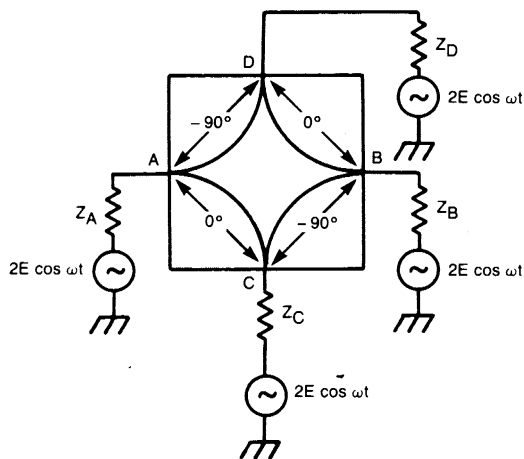 D
Z_D
2E cos ωt
−90°
0°
A
B
Z_A
Z_B
0°
−90°
2E cos ωt
2E cos ωt
C
Z_C
2E cos ωt